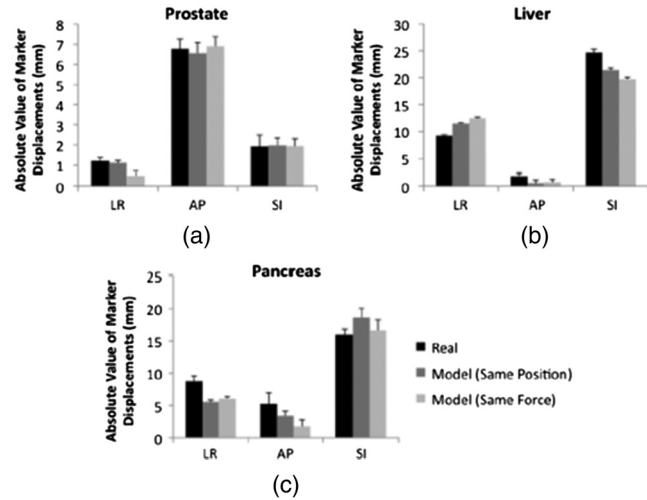 Prostate
Absolute Value of Marker
Displacements (mm)
8
7
6
5
4
3
2
1
0
LR AP SI
(a)
Liver
Absolute Value of Marker
Displacements (mm)
30
25
20
15
10
5
0
LR AP SI
(b)
Pancreas
Absolute Value of Marker
Displacements (mm)
25
20
15
10
5
0
LR AP SI
(c)
Real
Model (Same Position)
Model (Same Force)